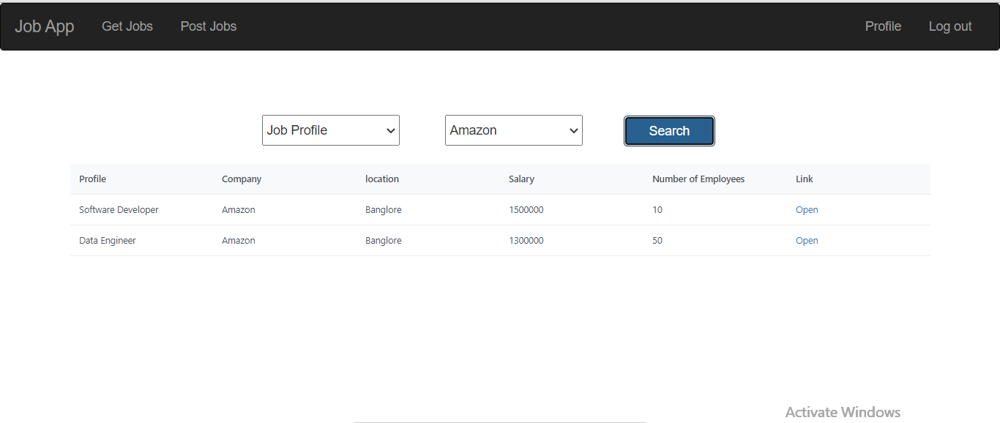 Job App Get Jobs Post Jobs Profile Log out
Job Profile Amazon Search
Profile Company location Salary Number of Employees Link
Software Developer Amazon Banglore 1500000 10 Open
Data Engineer Amazon Banglore 1300000 50 Open
Activate Windows